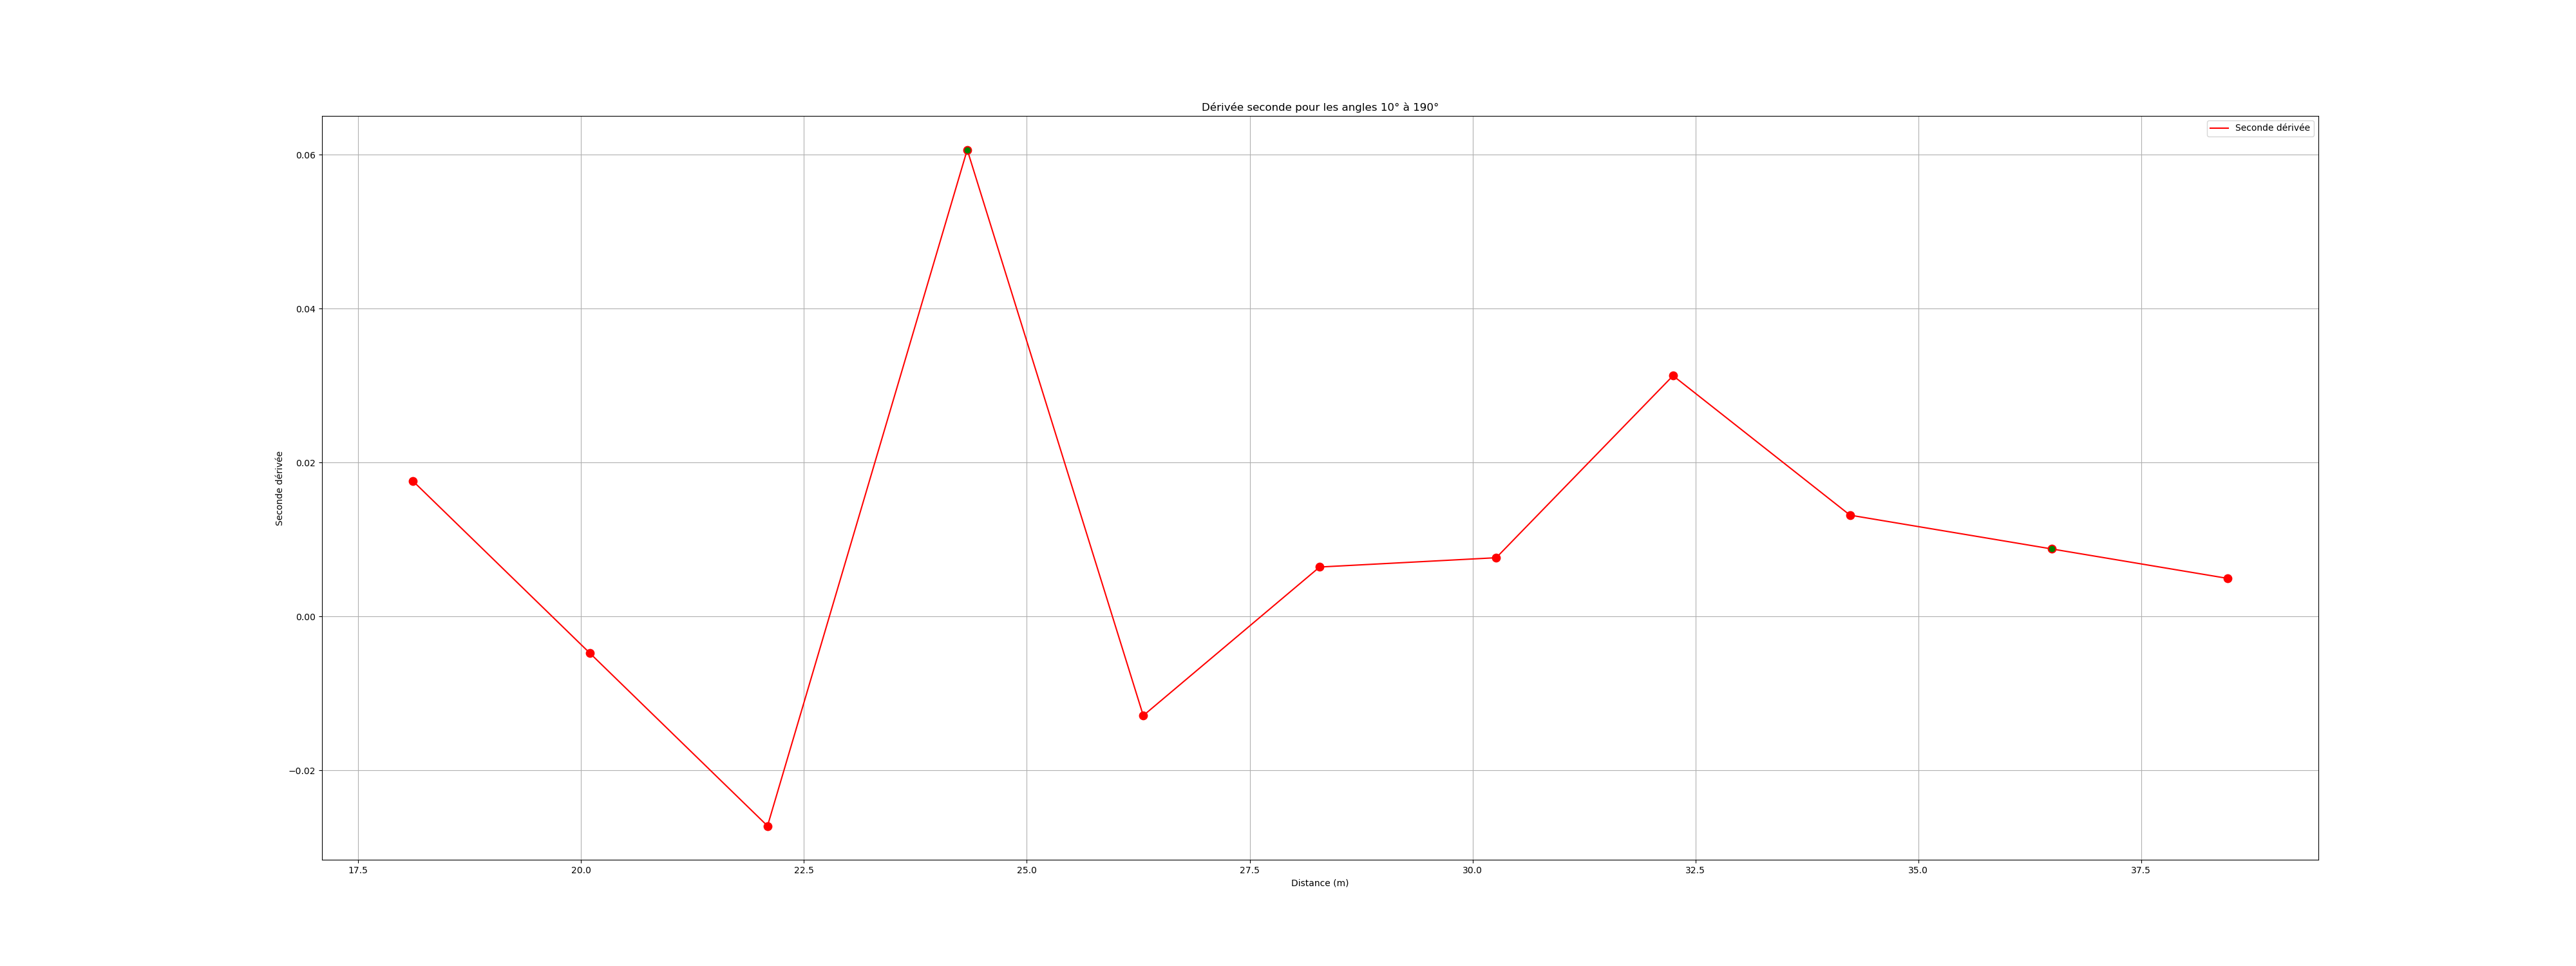 Dérivée seconde pour les angles 10° à 190°
Seconde dérivée
0.06
0.04
0.02
0.00
−0.02
Seconde dérivée
17.5 20.0 22.5 25.0 27.5 30.0 32.5 35.0 37.5
Distance (m)